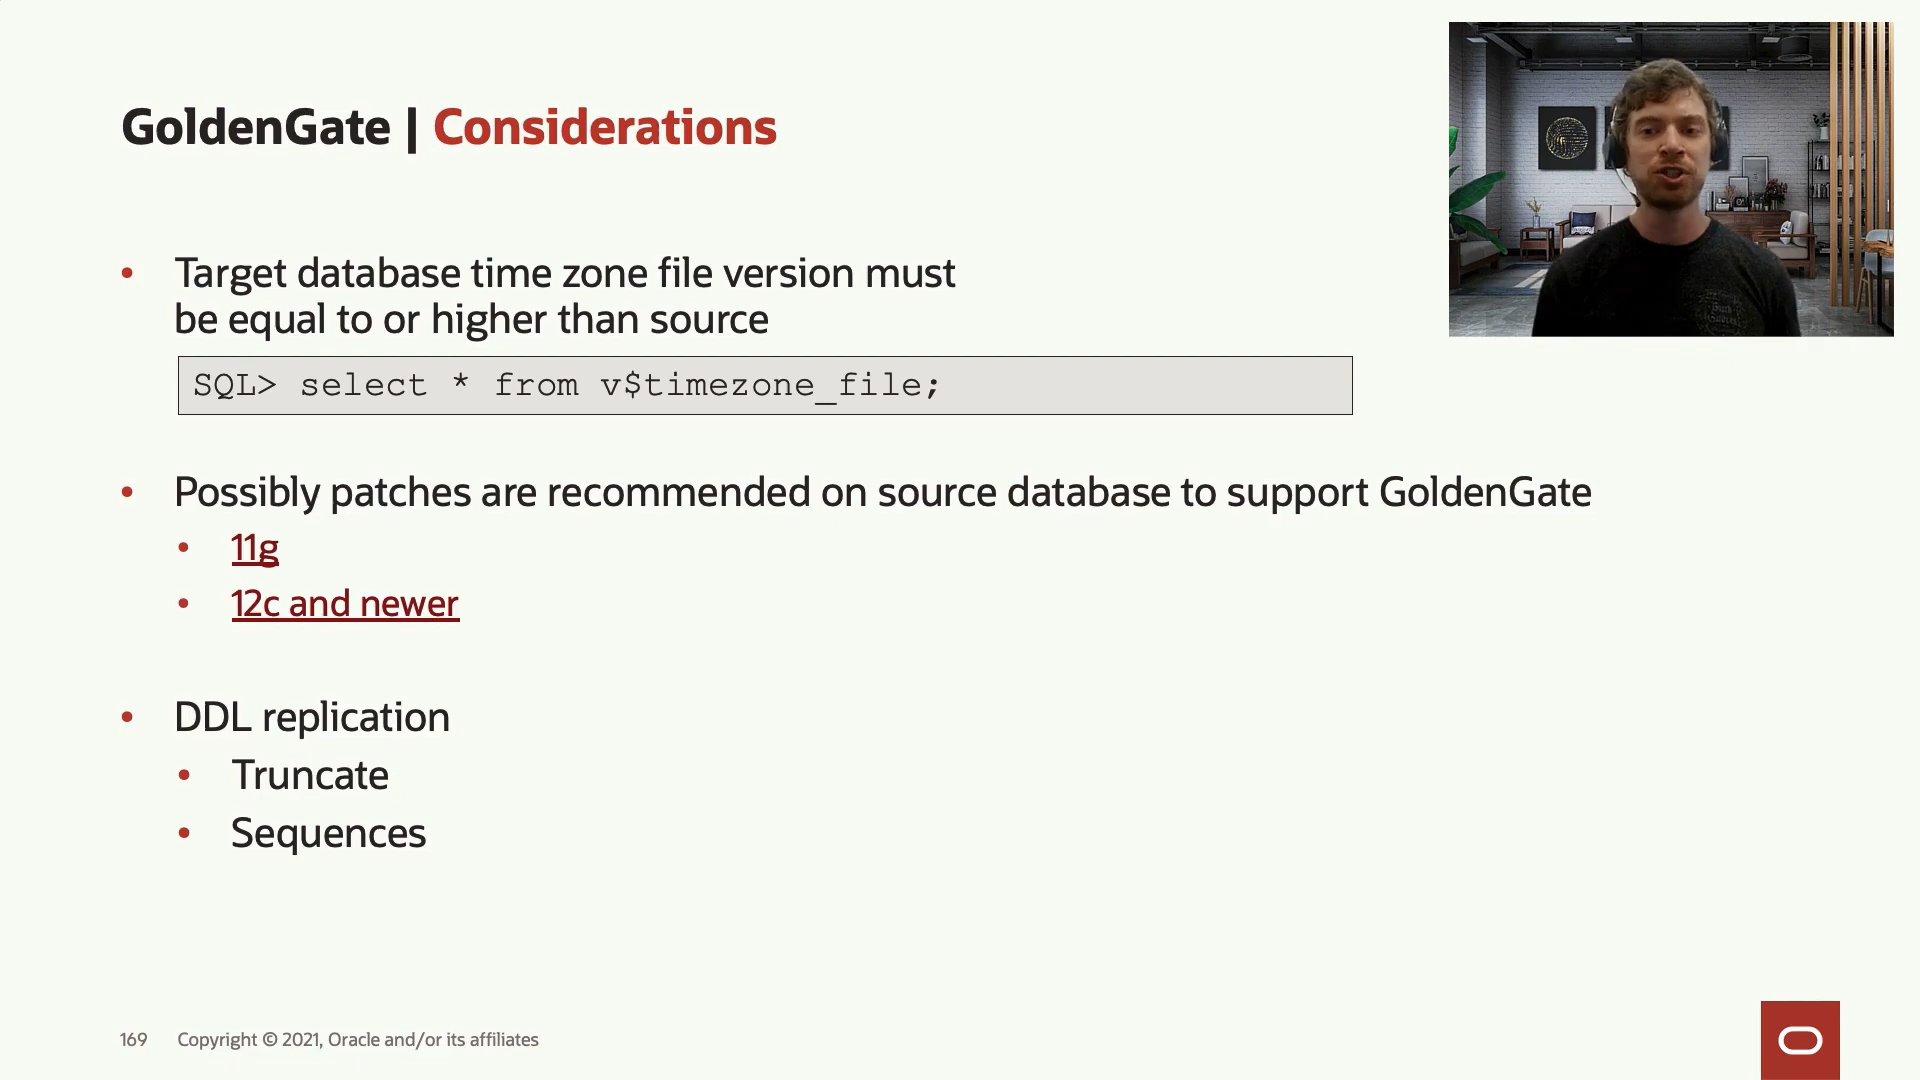 GoldenGate | Considerations
• Target database time zone file version must
be equal to or higher than source
SQL> select * from v$timezone_file;
• Possibly patches are recommended on source database to support GoldenGate
• 11g
• 12c and newer
• DDL replication
• Truncate
• Sequences
169 Copyright © 2021, Oracle and/or its affiliates